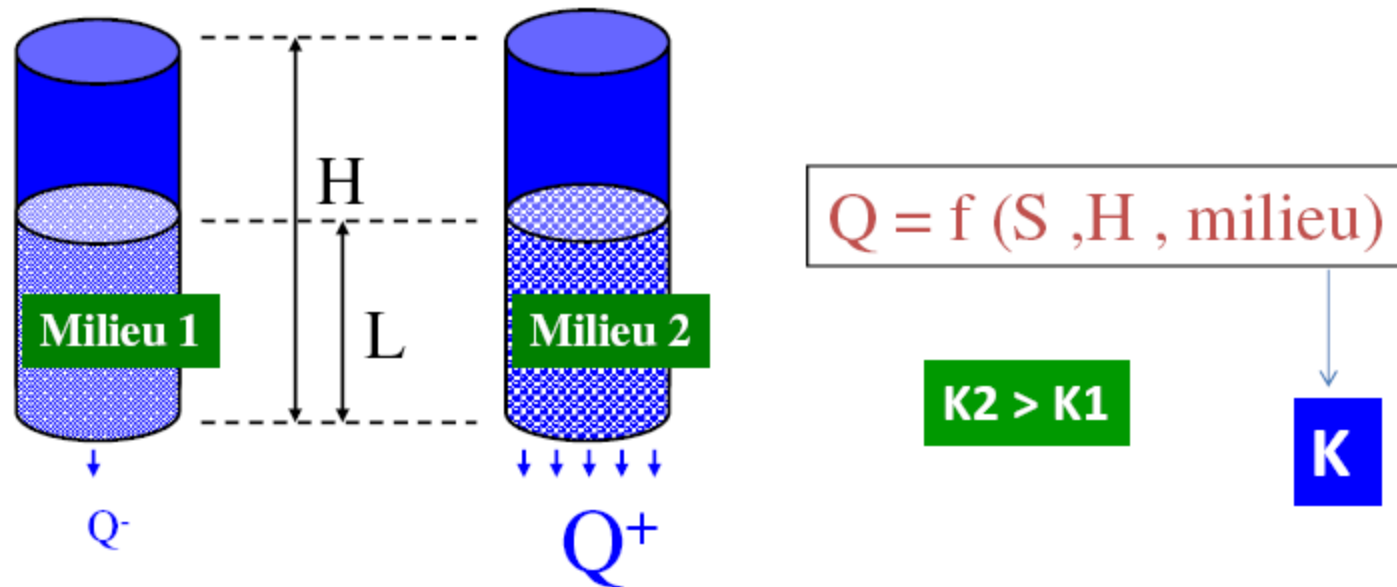 H
L
Milieu 1
Milieu 2
Q-
Q+
Q = f (S ,H , milieu)
K2 > K1
K